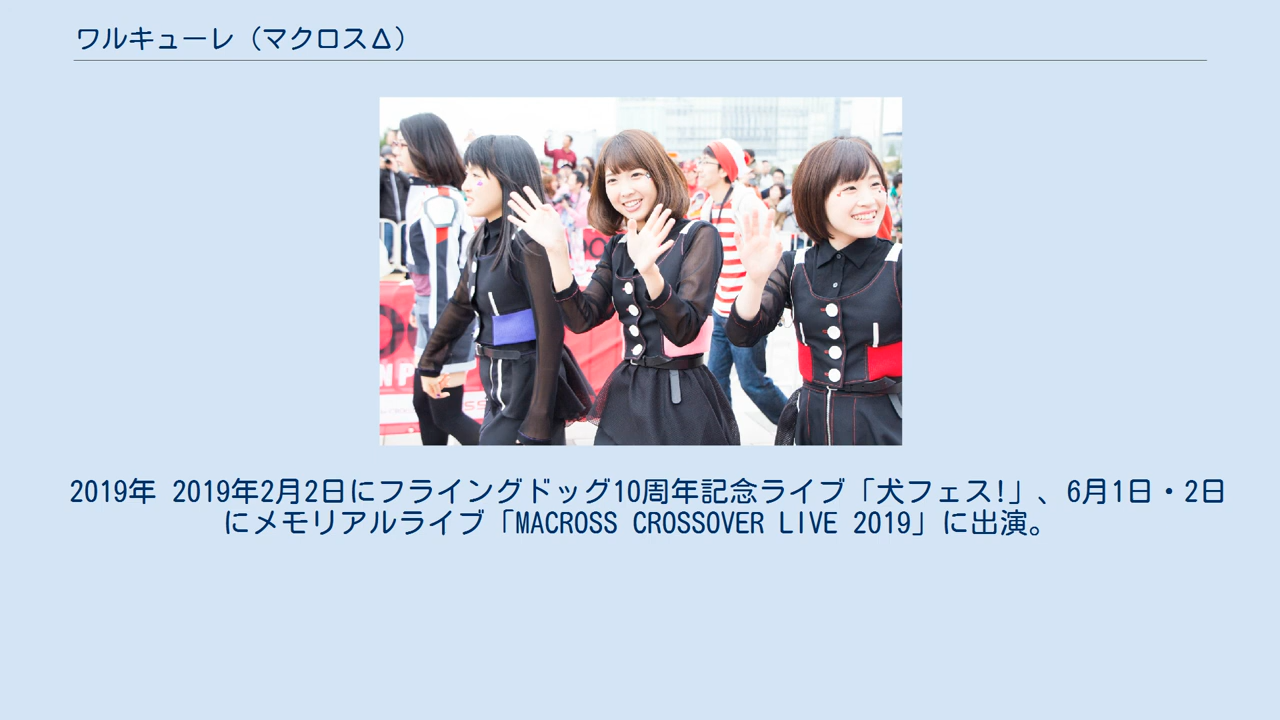 ワルキューレ（マクロスΔ）
2019年 2019年2月2日にフライングドッグ10周年記念ライブ「犬フェス!」、6月1日・2日
にメモリアルライブ「MACROSS CROSSOVER LIVE 2019」に出演。